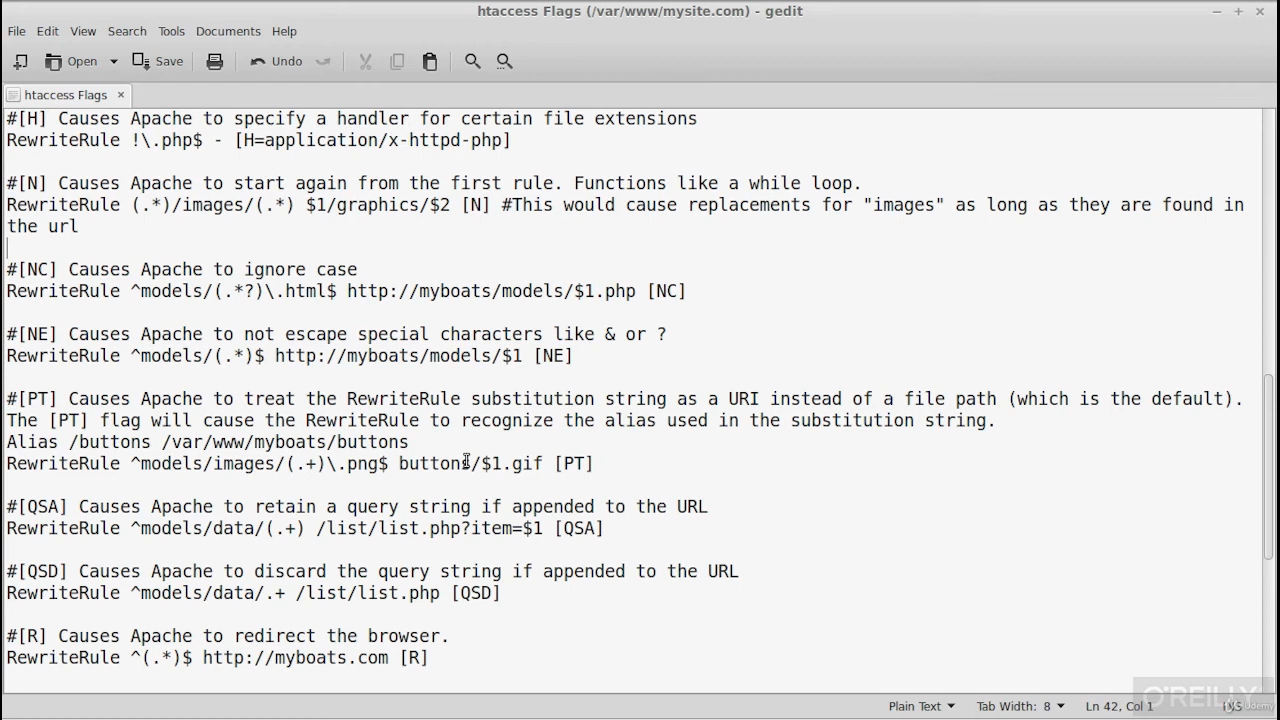 htaccess Flags (/var/www/mysite.com) - gedit
File Edit View Search Tools Documents Help
Open Save Undo
htaccess Flags ×
#[H] Causes Apache to specify a handler for certain file extensions
RewriteRule !\.php$ - [H=application/x-httpd-php]
#[N] Causes Apache to start again from the first rule. Functions like a while loop.
RewriteRule (.*)/images/(.*) $1/graphics/$2 [N] #This would cause replacements for "images" as long as they are found in
the url
#[NC] Causes Apache to ignore case
RewriteRule ^models/(.*?)\.html$ http://myboats/models/$1.php [NC]
#[NE] Causes Apache to not escape special characters like & or ?
RewriteRule ^models/(.*)$ http://myboats/models/$1 [NE]
#[PT] Causes Apache to treat the RewriteRule substitution string as a URI instead of a file path (which is the default).
The [PT] flag will cause the RewriteRule to recognize the alias used in the substitution string.
Alias /buttons /var/www/myboats/buttons
RewriteRule ^models/images/(.+)\.png$ buttons/$1.gif [PT]
#[QSA] Causes Apache to retain a query string if appended to the URL
RewriteRule ^models/data/(.+) /list/list.php?item=$1 [QSA]
#[QSD] Causes Apache to discard the query string if appended to the URL
RewriteRule ^models/data/.+ /list/list.php [QSD]
#[R] Causes Apache to redirect the browser.
RewriteRule ^(.*)$ http://myboats.com [R]
O'REILLY
Plain Text Tab Width: 8 Ln 42, Col 1 Udemy